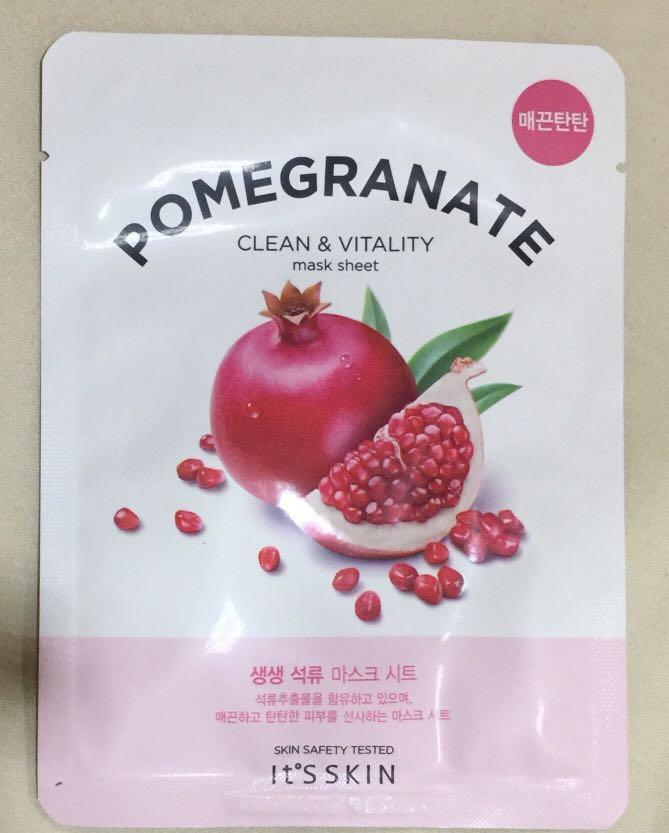 매끈탄탄
POMEGRANATE
CLEAN & VITALITY
mask sheet
생생 석류 마스크 시트
석류추출물을 함유하고 있으며,
매끈하고 탄탄한 피부를 선사하는 마스크 시트
SKIN SAFETY TESTED
It'S SKIN